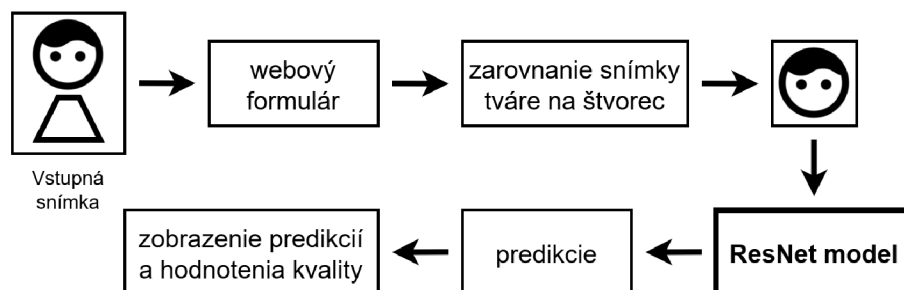 webový
formulár
zarovnanie snímky
tváre na štvorec
Vstupná
snímka
ResNet model
predikcie
zobrazenie predikcií
a hodnotenia kvality